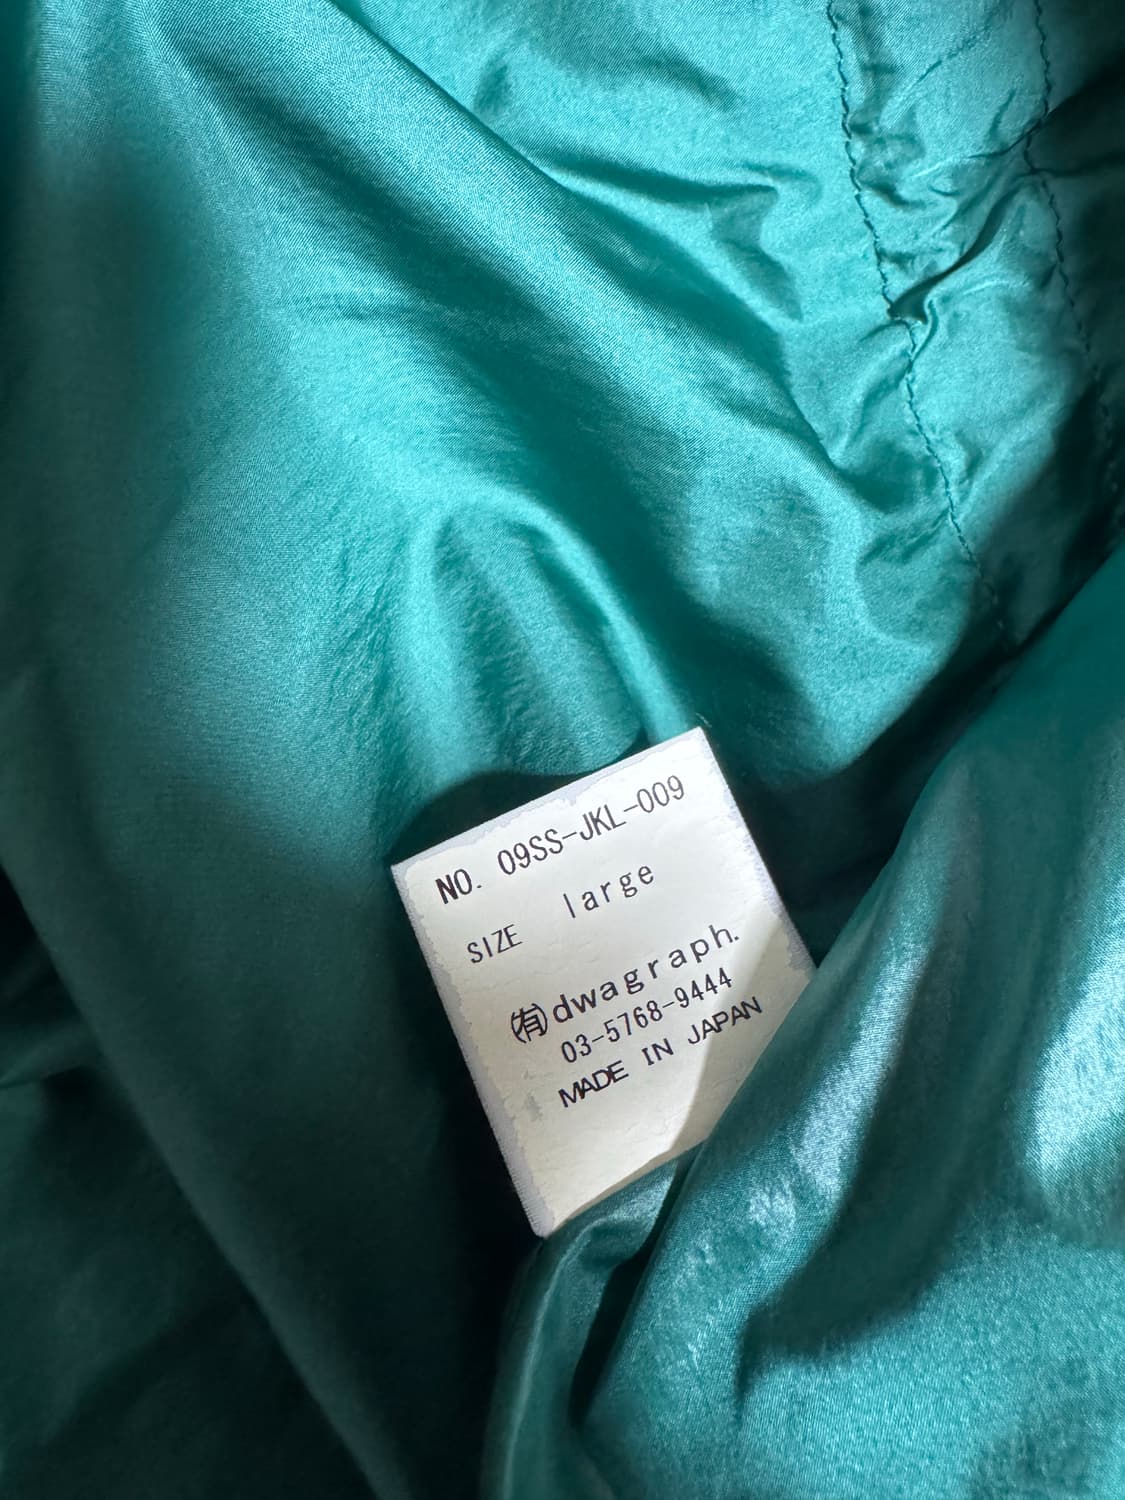 NO. 09SS-JKL-009
SIZE large
㈲dwagraph.
03-5768-9444
MADE IN JAPAN